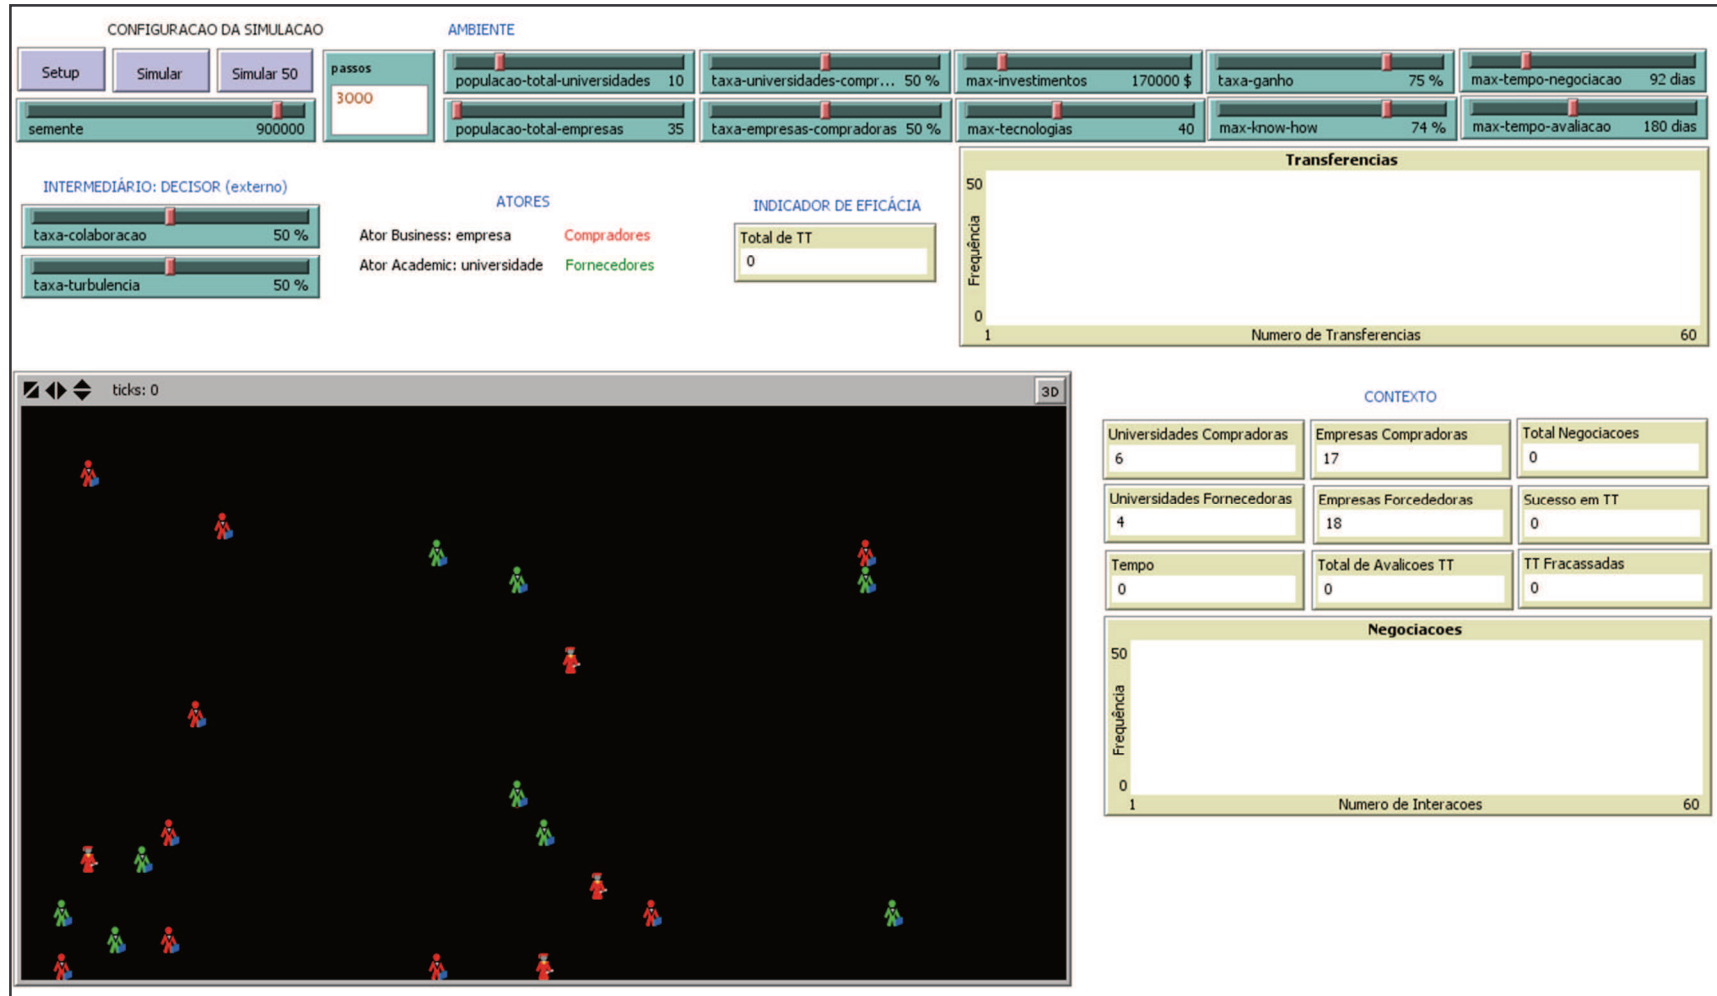 CONFIGURACAO DA SIMULACAO
AMBIENTE
Setup
Simular
Simular 50
passos
3000
semente 900000
populacao-total-universidades 10
taxa-universidades-compr... 50 %
max-investimentos 170000 $
taxa-ganho 75 %
max-tempo-negociacao 92 dias
populacao-total-empresas 35
taxa-empresas-compradoras 50 %
max-tecnologias 40
max-know-how 74 %
max-tempo-avaliacao 180 dias
INTERMEDIÁRIO: DECISOR (externo)
taxa-colaboracao 50 %
taxa-turbulencia 50 %
ATORES
Ator Business: empresa Compradores
Ator Academic: universidade Fornecedores
INDICADOR DE EFICÁCIA
Total de TT
0
Transferencias
50
Frequência
0
1 Numero de Transferencias 60
ticks: 0
3D
CONTEXTO
Universidades Compradoras
6
Empresas Compradoras
17
Total Negociacoes
0
Universidades Fornecedoras
4
Empresas Forcededoras
18
Sucesso em TT
0
Tempo
0
Total de Avalicoes TT
0
TT Fracassadas
0
Negociacoes
50
Frequência
0
1 Numero de Interacoes 60